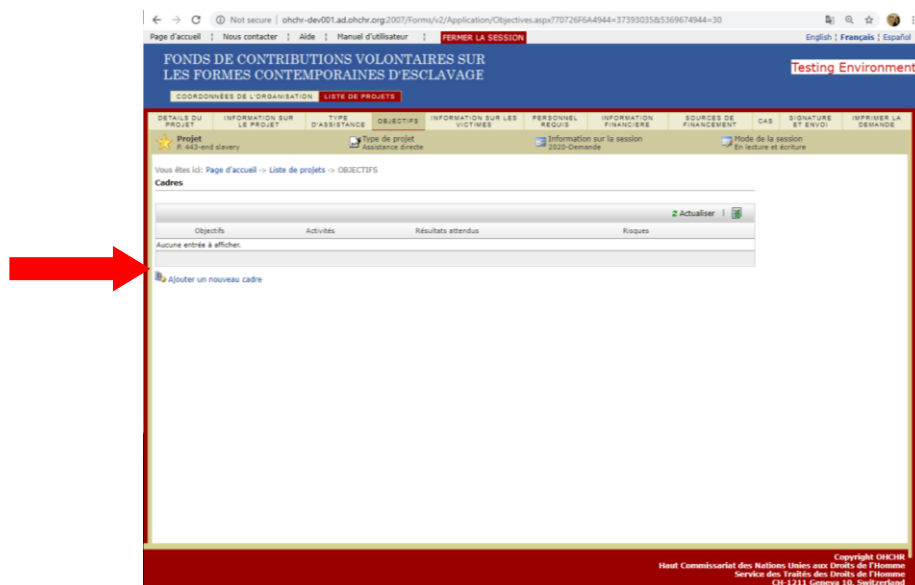 Not secure | ohchr-dev001.ad.ohchr.org:2007/Forms/v2/Application/Objectives.aspx?70726F6A4944=37393035&5369674944=30
Page d'accueil ¦ Nous contacter ¦ Aide ¦ Manuel d'utilisateur ¦ FERMER LA SESSION English ¦ Français ¦ Español
FONDS DE CONTRIBUTIONS VOLONTAIRES SUR
LES FORMES CONTEMPORAINES D'ESCLAVAGE
Testing Environment
COORDONNÉES DE L'ORGANISATION LISTE DE PROJETS
DETAILS DU PROJET INFORMATION SUR LE PROJET TYPE D'ASSISTANCE OBJECTIFS INFORMATION SUR LES VICTIMES PERSONNEL REQUIS INFORMATION FINANCIERE SOURCES DE FINANCEMENT CAS SIGNATURE ET ENVOI IMPRIMER LA DEMANDE
Projet Type de projet Information sur la session Mode de la session
P. 443-end slavery Assistance directe 2020-Demande En lecture et écriture
Vous êtes ici: Page d'accueil -> Liste de projets -> OBJECTIFS
Cadres
Actualiser |
Objectifs Activités Résultats attendus Risques
Aucune entrée à afficher.
Ajouter un nouveau cadre
Copyright OHCHR
Haut Commissariat des Nations Unies aux Droits de l'Homme
Service des Traités des Droits de l'Homme
CH-1211 Geneva 10, Switzerland